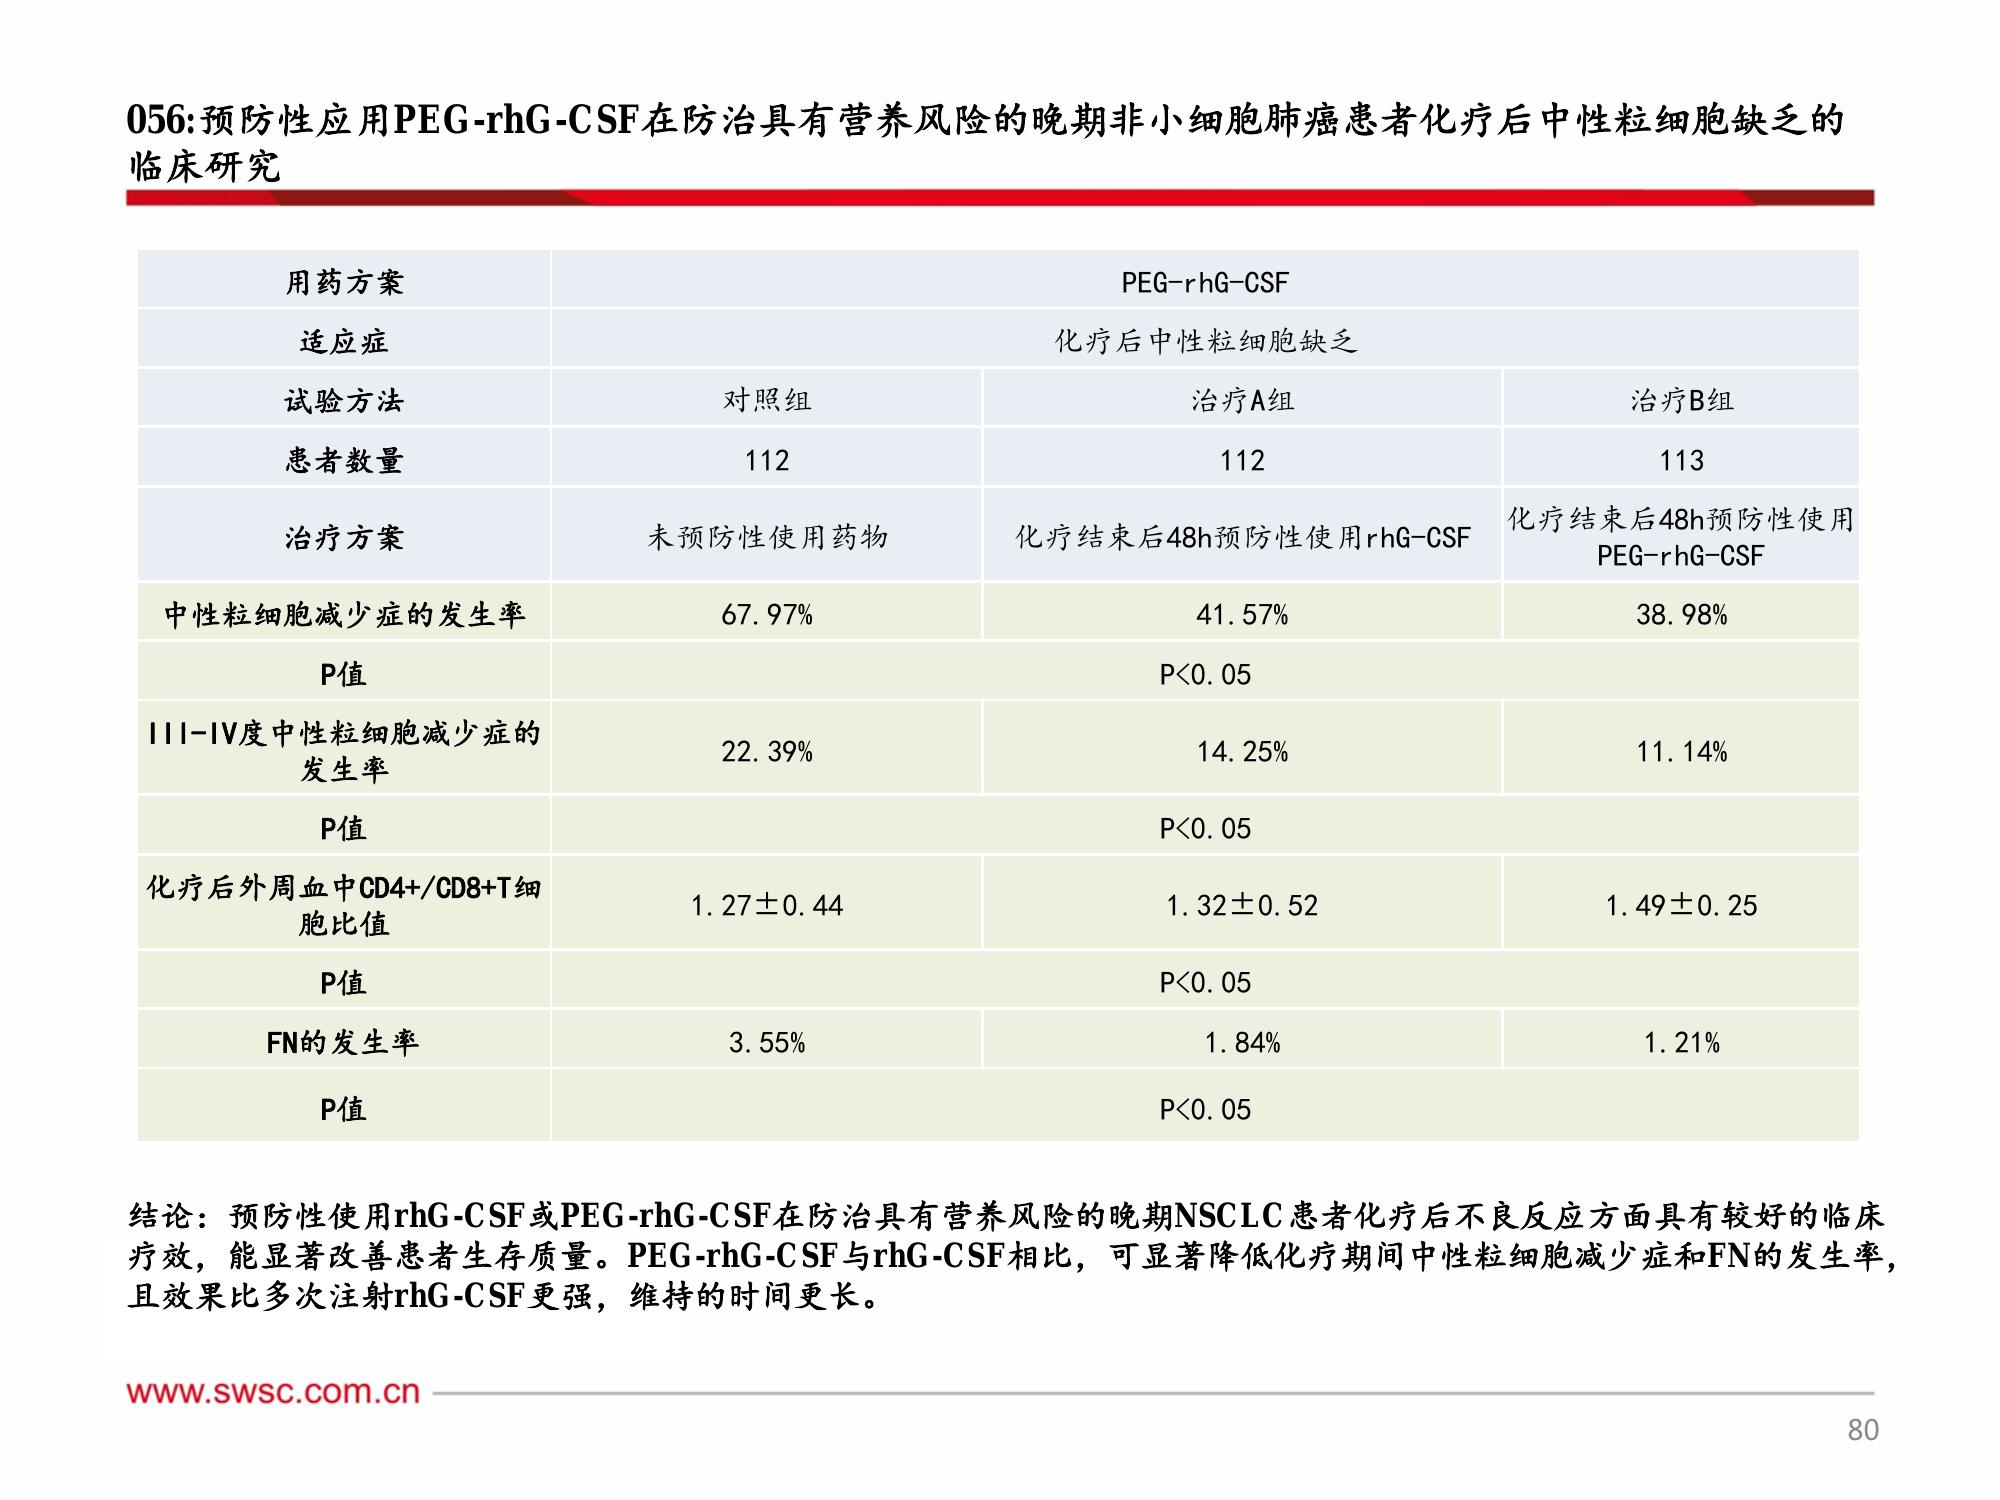 056:预防性应用PEG-rhG-CSF在防治具有营养风险的晚期非小细胞肺癌患者化疗后中性粒细胞缺乏的
临床研究
用药方案 PEG-rhG-CSF
适应症 化疗后中性粒细胞缺乏
试验方法 对照组 治疗A组 治疗B组
患者数量 112 112 113
治疗方案 未预防性使用药物 化疗结束后48h预防性使用rhG-CSF 化疗结束后48h预防性使用
PEG-rhG-CSF
中性粒细胞减少症的发生率 67.97% 41.57% 38.98%
P值 P<0.05
III-IV度中性粒细胞减少症的
发生率 22.39% 14.25% 11.14%
P值 P<0.05
化疗后外周血中CD4+/CD8+T细
胞比值 1.27±0.44 1.32±0.52 1.49±0.25
P值 P<0.05
FN的发生率 3.55% 1.84% 1.21%
P值 P<0.05
结论：预防性使用rhG-CSF或PEG-rhG-CSF在防治具有营养风险的晚期NSCLC患者化疗后不良反应方面具有较好的临床
疗效，能显著改善患者生存质量。PEG-rhG-CSF与rhG-CSF相比，可显著降低化疗期间中性粒细胞减少症和FN的发生率，
且效果比多次注射rhG-CSF更强，维持的时间更长。
www.swsc.com.cn
80